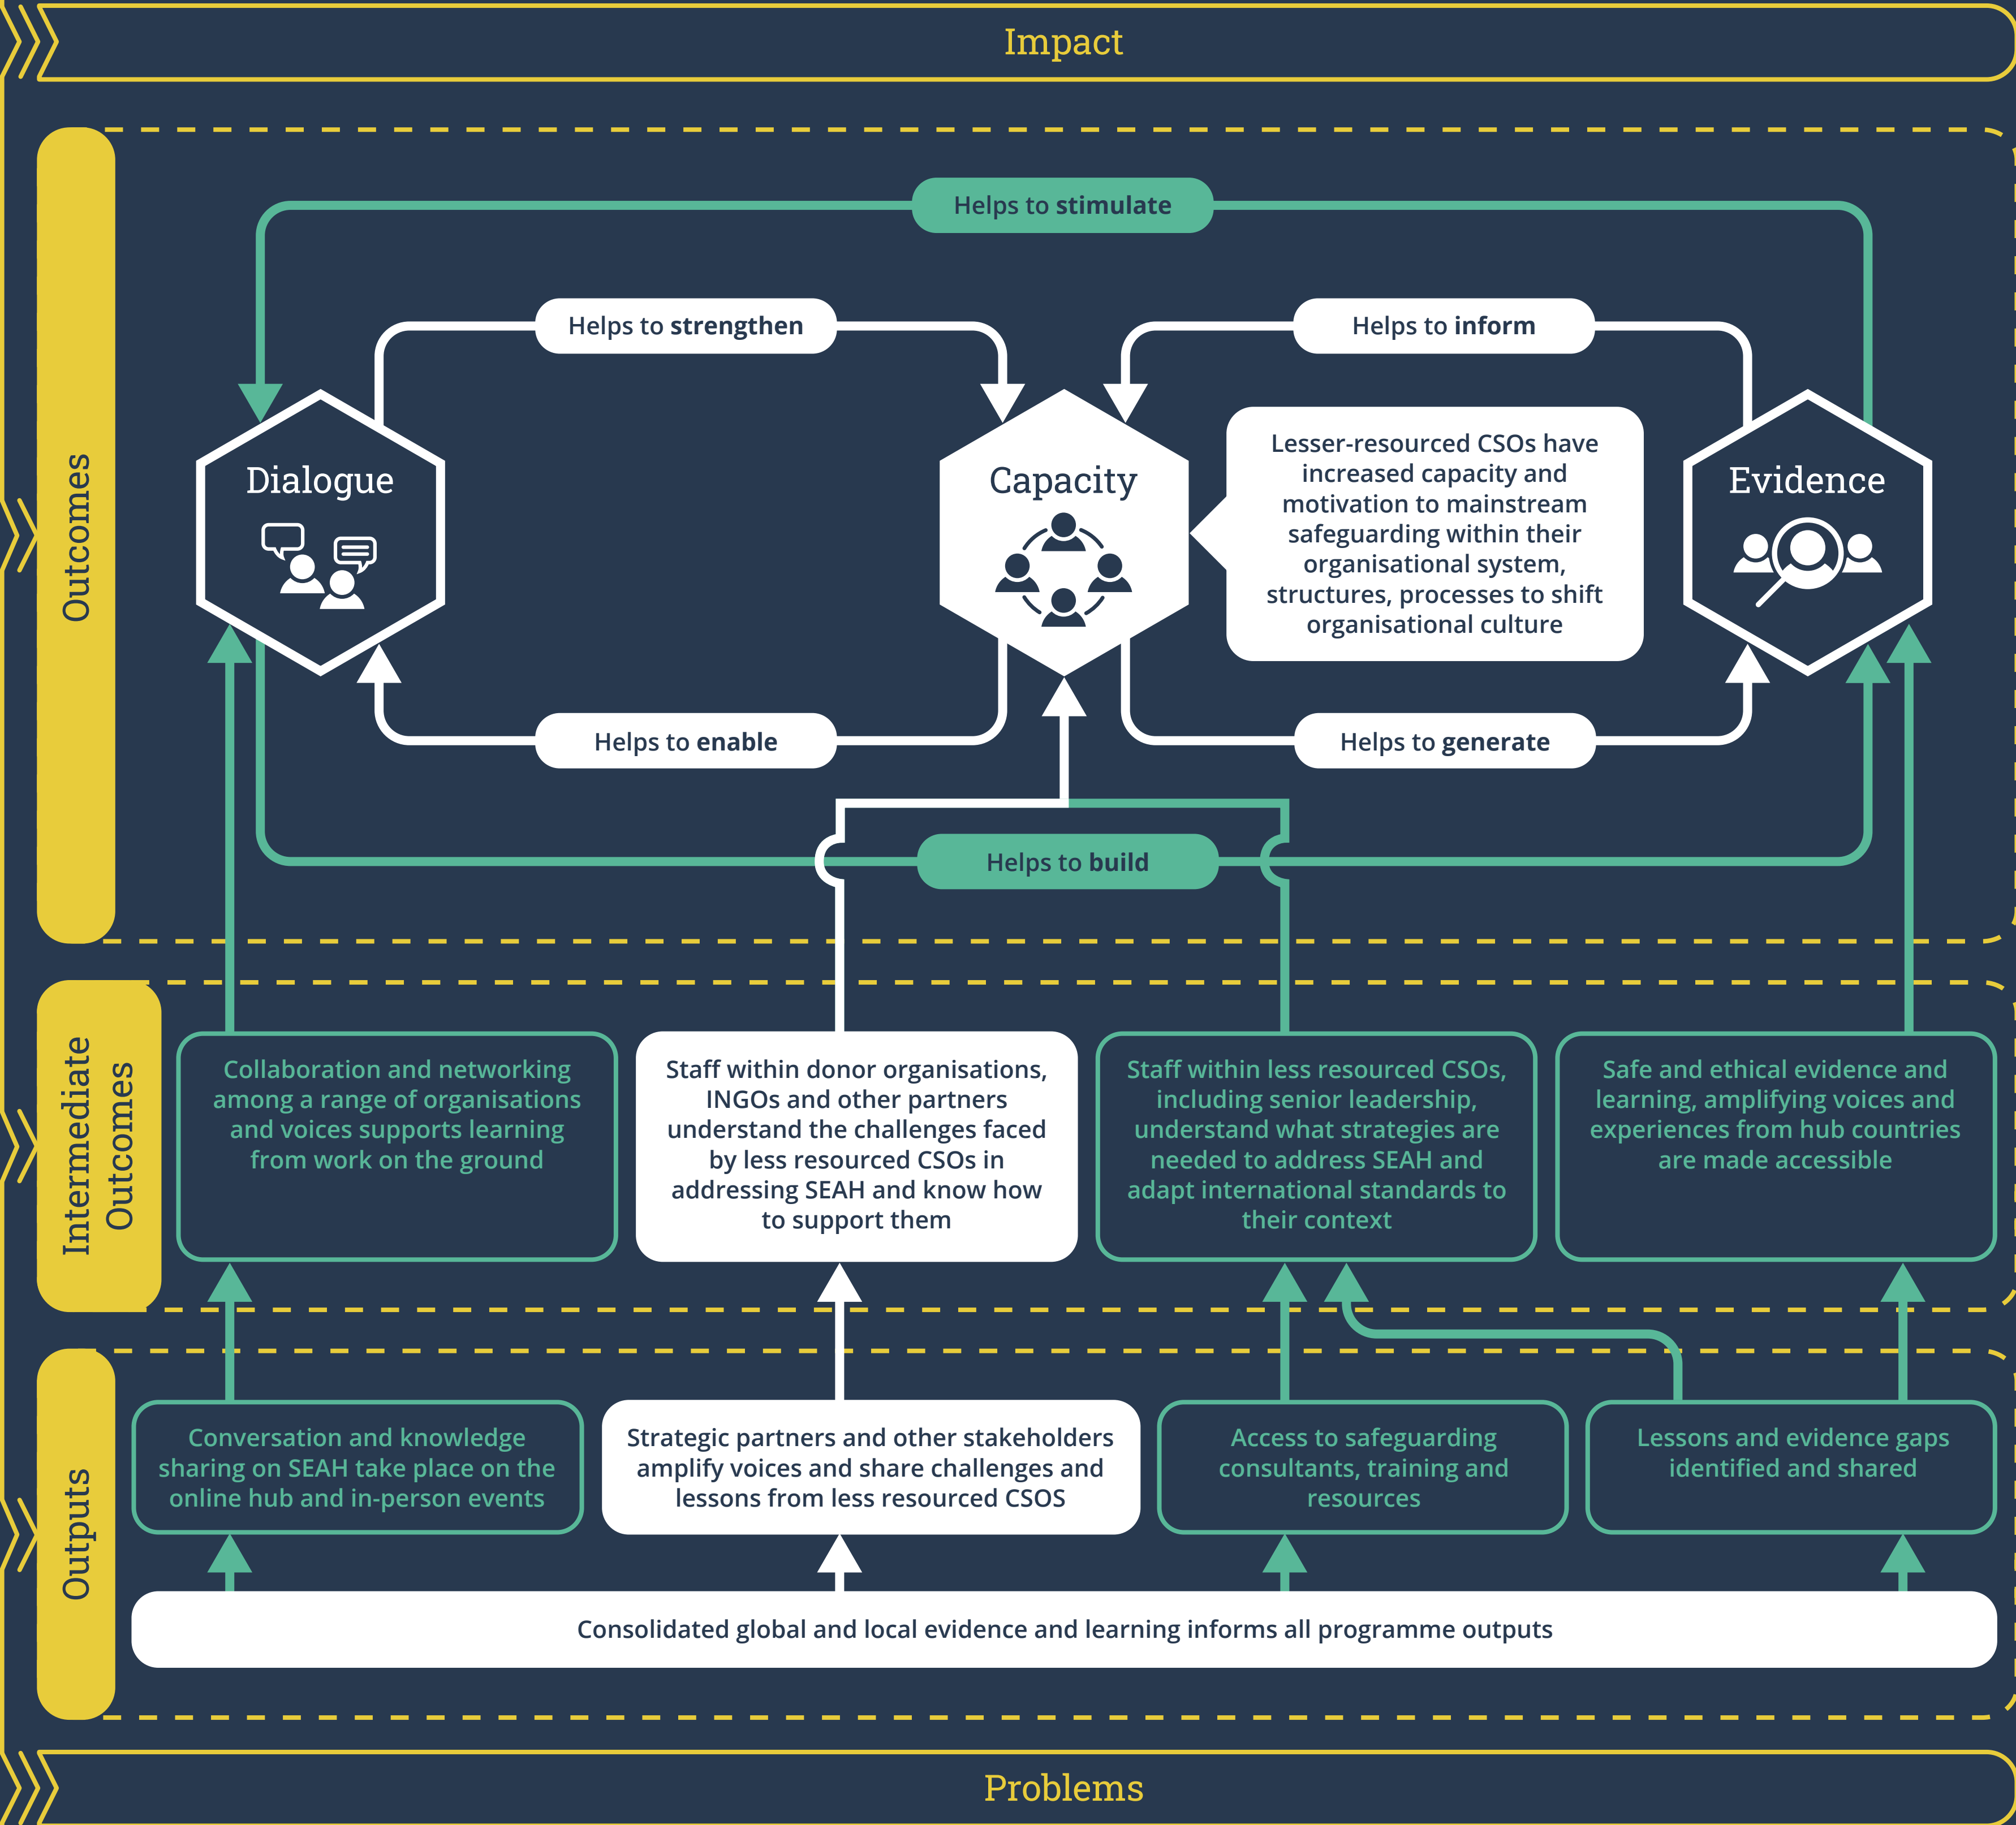 Impact
Outcomes
Helps to stimulate
Helps to strengthen
Helps to inform
Dialogue
Capacity
Lesser-resourced CSOs have
increased capacity and
motivation to mainstream
safeguarding within their
organisational system,
structures, processes to shift
organisational culture
Evidence
Helps to enable
Helps to generate
Helps to build
Intermediate
Outcomes
Collaboration and networking
among a range of organisations
and voices supports learning
from work on the ground
Staff within donor organisations,
INGOs and other partners
understand the challenges faced
by less resourced CSOs in
addressing SEAH and know how
to support them
Staff within less resourced CSOs,
including senior leadership,
understand what strategies are
needed to address SEAH and
adapt international standards to
their context
Safe and ethical evidence and
learning, amplifying voices and
experiences from hub countries
are made accessible
Outputs
Conversation and knowledge
sharing on SEAH take place on the
online hub and in-person events
Strategic partners and other stakeholders
amplify voices and share challenges and
lessons from less resourced CSOS
Access to safeguarding
consultants, training and
resources
Lessons and evidence gaps
identified and shared
Consolidated global and local evidence and learning informs all programme outputs
Problems